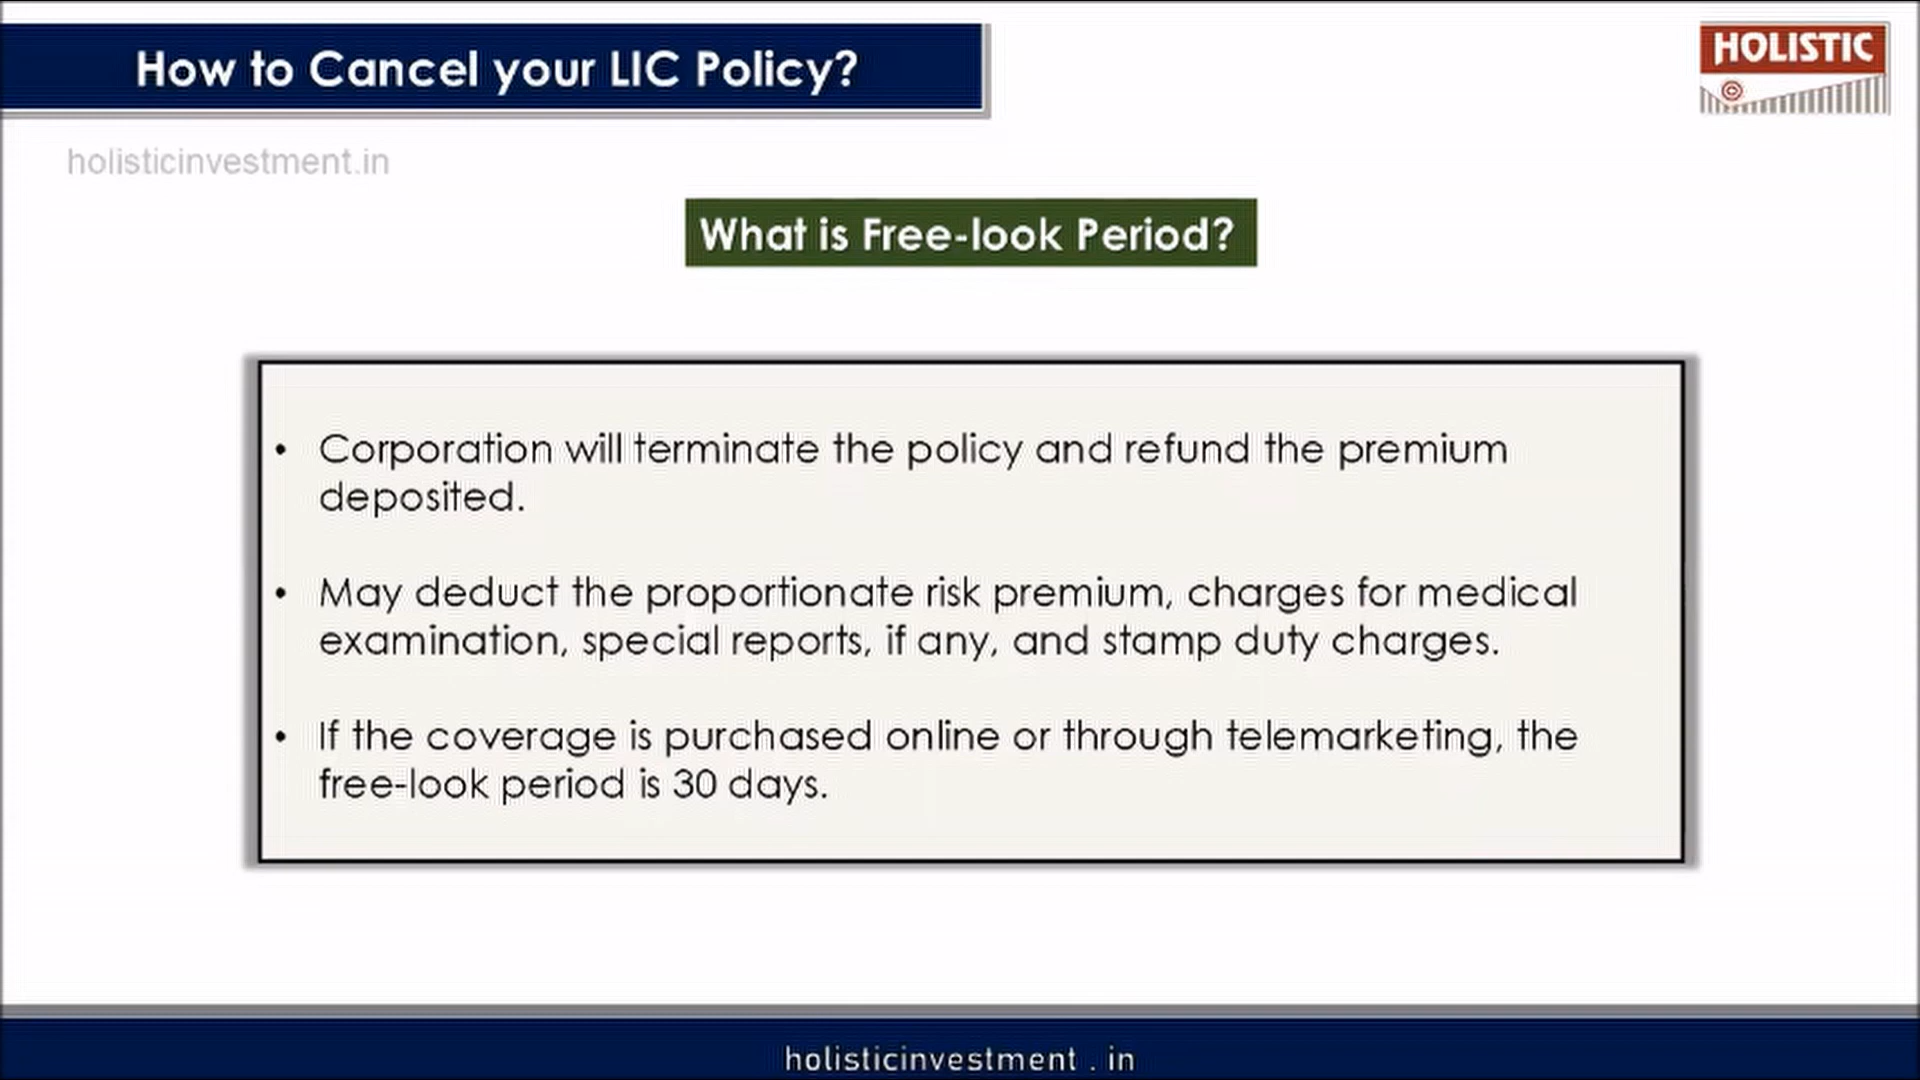 How to Cancel your LIC Policy?
HOLISTIC
holisticinvestment.in
What is Free-look Period?
• Corporation will terminate the policy and refund the premium
deposited.
• May deduct the proportionate risk premium, charges for medical
examination, special reports, if any, and stamp duty charges.
• If the coverage is purchased online or through telemarketing, the
free-look period is 30 days.
holisticinvestment . in